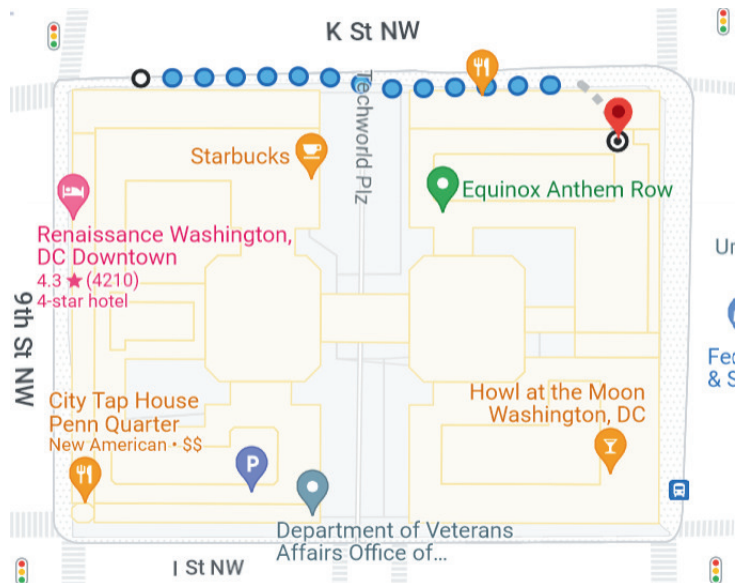 K St NW
Techworld Plz
Starbucks
Equinox Anthem Row
Renaissance Washington,
DC Downtown
4.3 ★ (4210)
4-star hotel
9th St NW
Un
Fed
& S
City Tap House
Penn Quarter
New American • $$
Howl at the Moon
Washington, DC
P
Department of Veterans
Affairs Office of...
I St NW